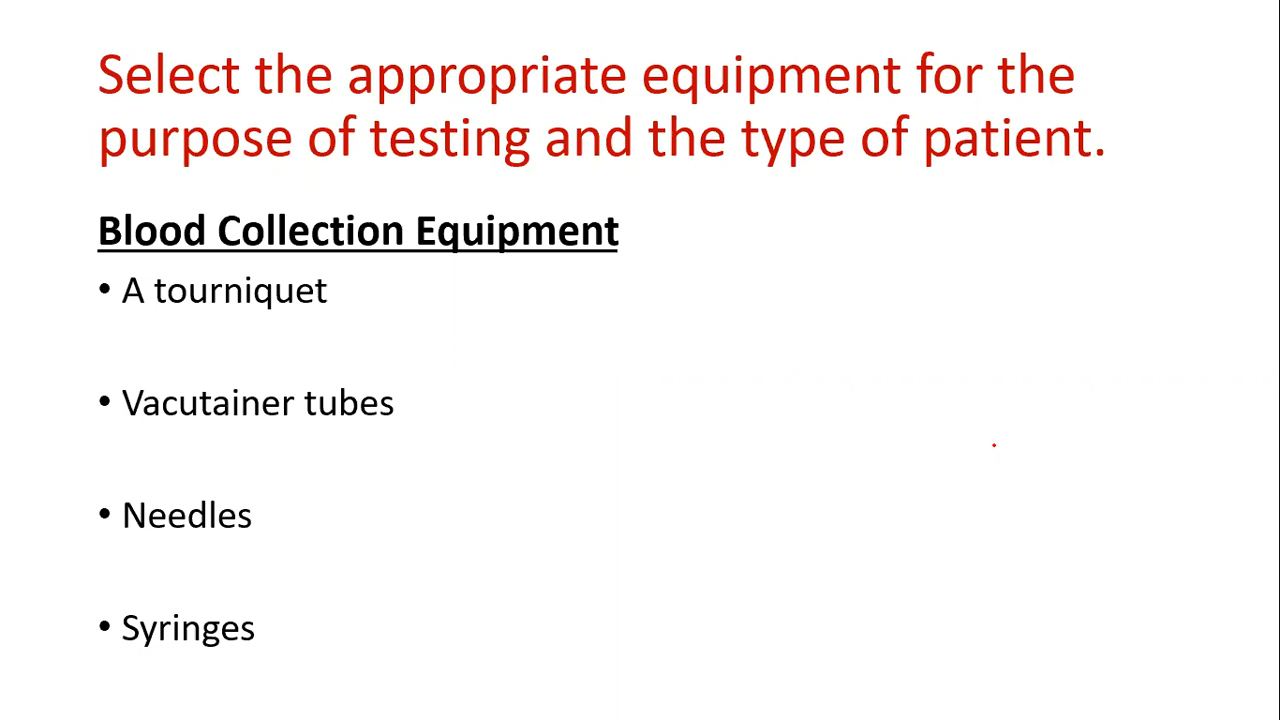 Select the appropriate equipment for the
purpose of testing and the type of patient.
Blood Collection Equipment
• A tourniquet
• Vacutainer tubes
• Needles
• Syringes